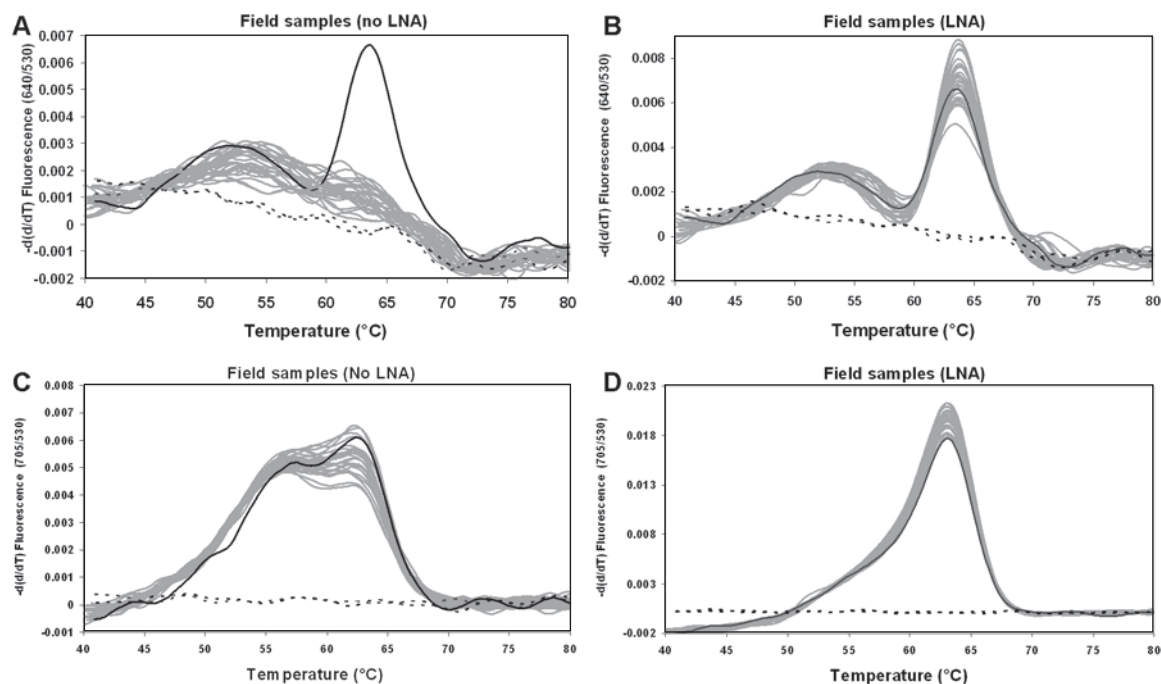 A
Field samples (no LNA)
-d(d/dT) Fluorescence (640/530)
0.007
0.006
0.005
0.004
0.003
0.002
0.001
0
-0.001
-0.002
40 45 50 55 60 65 70 75 80
Temperature (°C)
B
Field samples (LNA)
-d(d/dT) Fluorescence (640/530)
0.008
0.006
0.004
0.002
0
-0.002
40 45 50 55 60 65 70 75 80
Temperature (°C)
C
Field samples (No LNA)
-d(d/dT) Fluorescence (705/530)
0.008
0.007
0.006
0.005
0.004
0.003
0.002
0.001
0
-0.001
40 45 50 55 60 65 70 75 80
Temperature (°C)
D
Field samples (LNA)
-d(d/dT) Fluorescence (705/530)
0.023
0.018
0.013
0.008
0.003
-0.002
40 45 50 55 60 65 70 75 80
Temperature (°C)